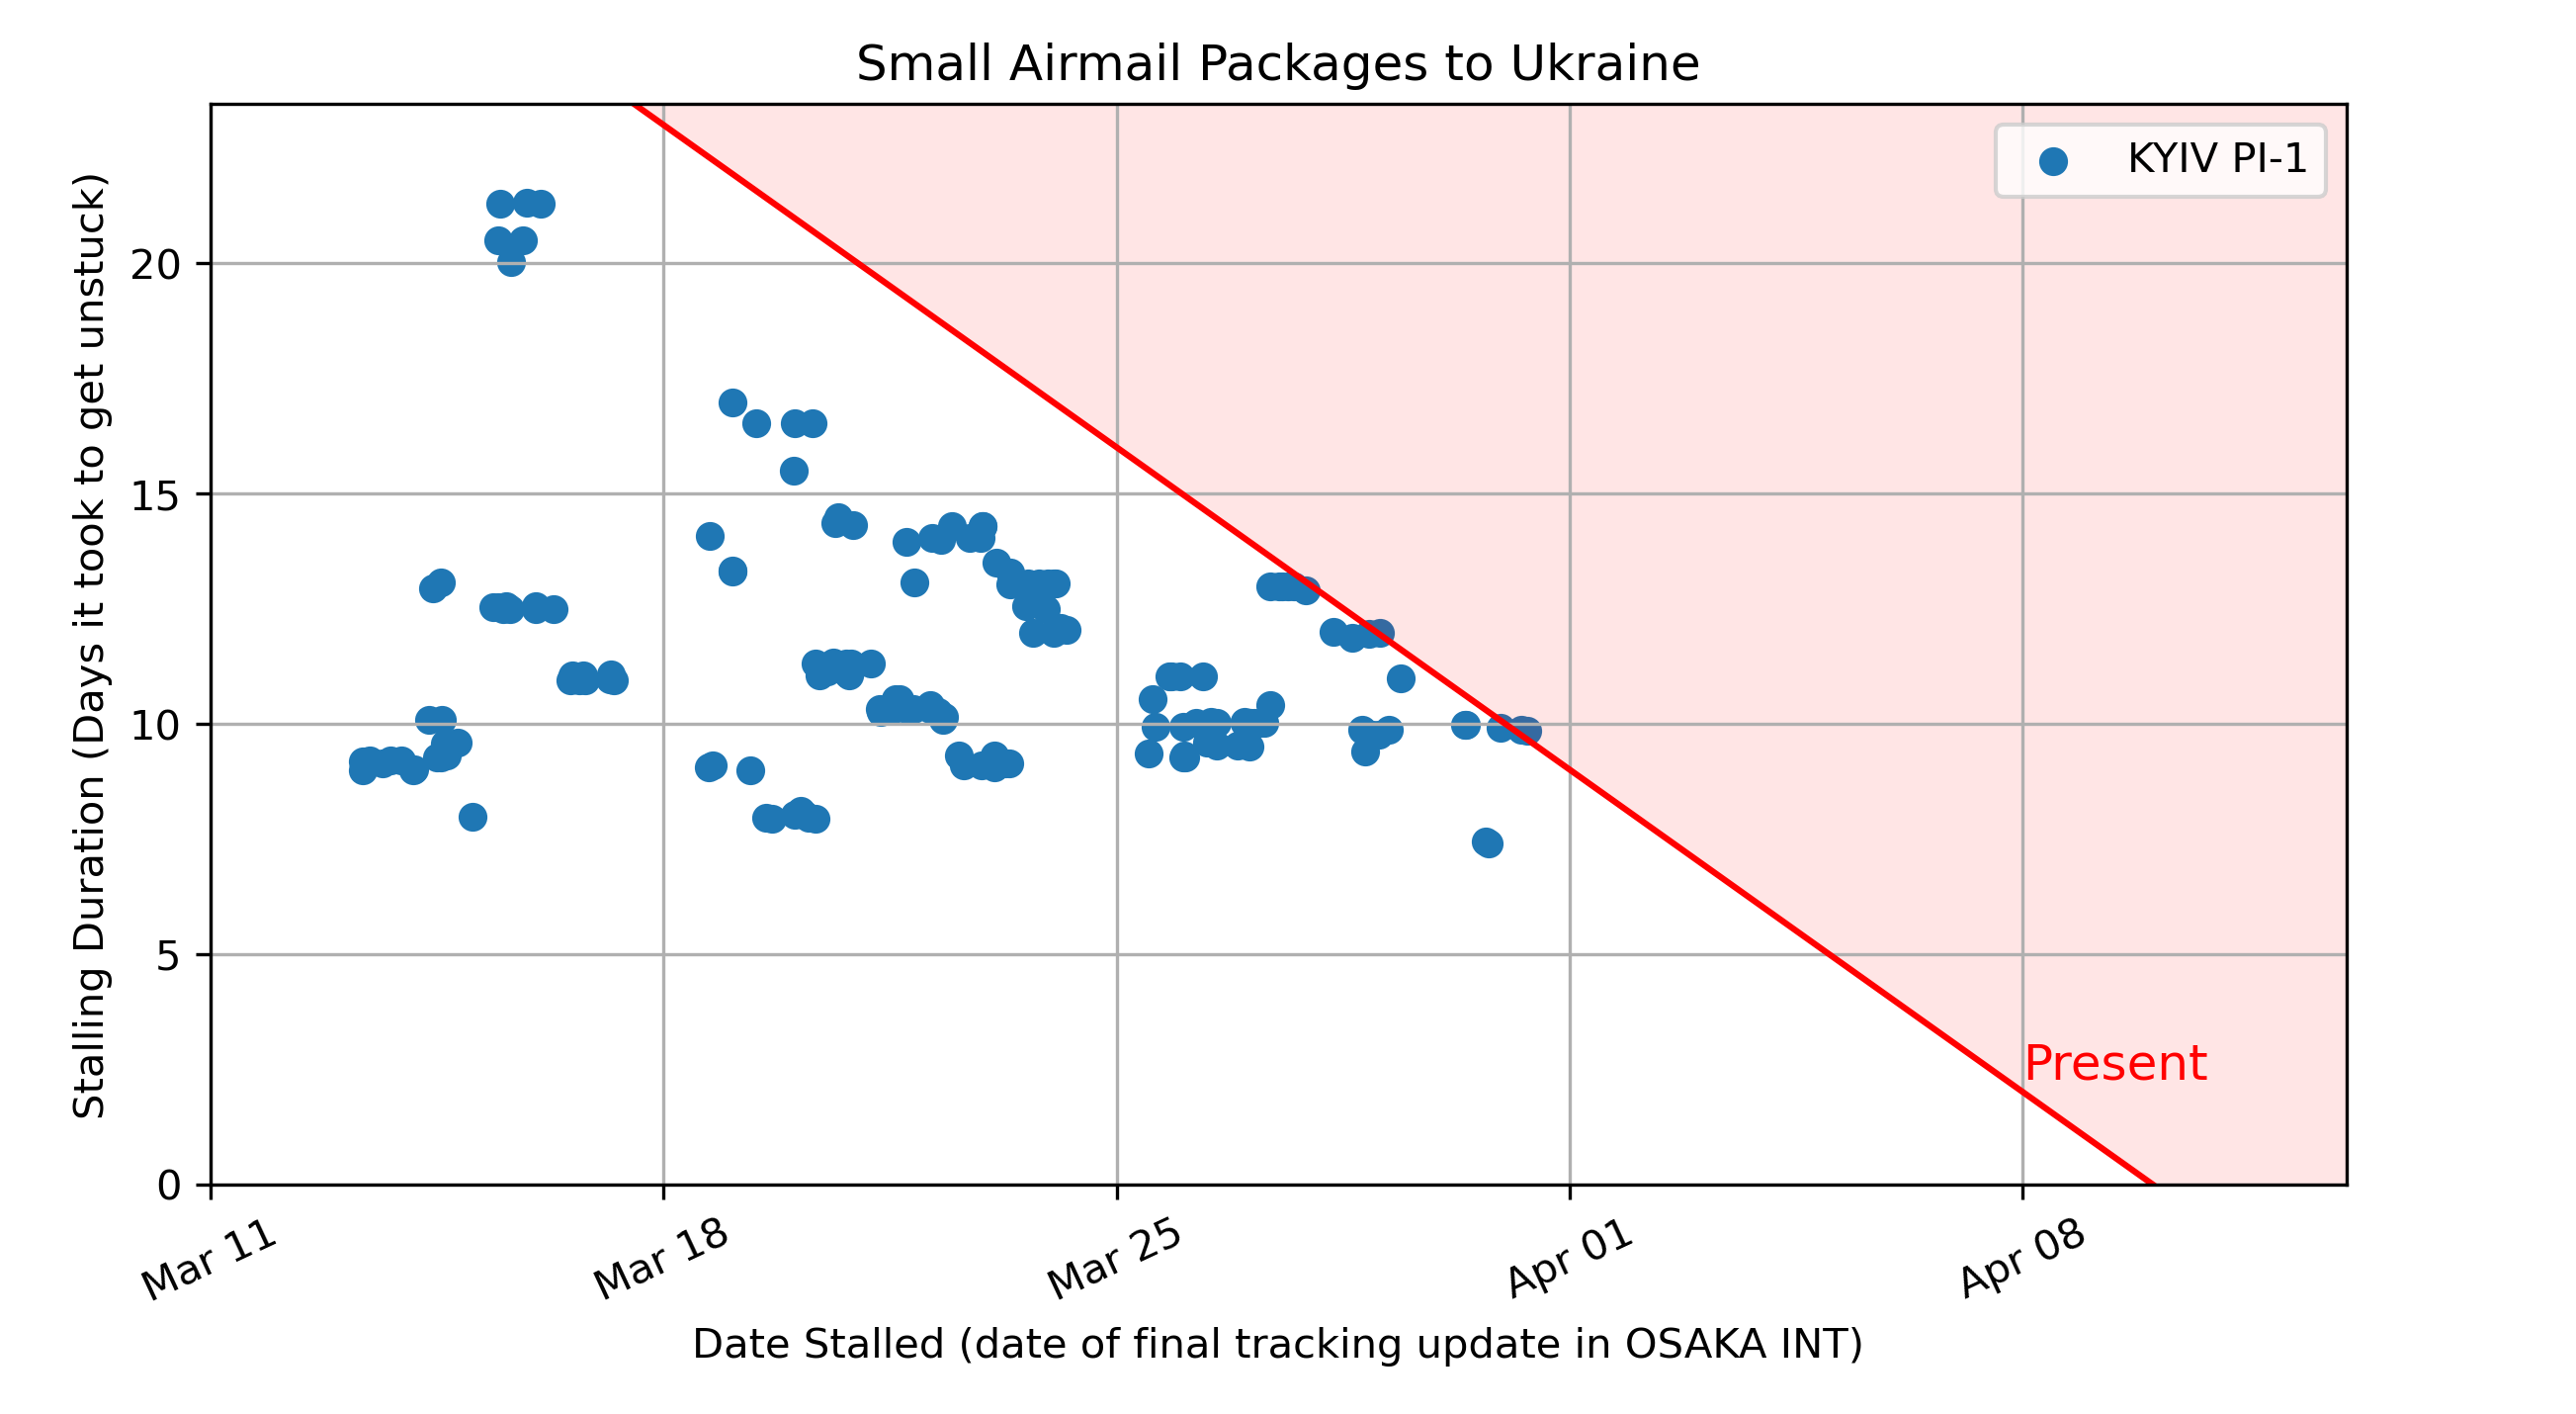 Small Airmail Packages to Ukraine
KYIV PI-1
Stalling Duration (Days it took to get unstuck)
20
15
10
5
0
Present
Mar 11
Mar 18
Mar 25
Apr 01
Apr 08
Date Stalled (date of final tracking update in OSAKA INT)